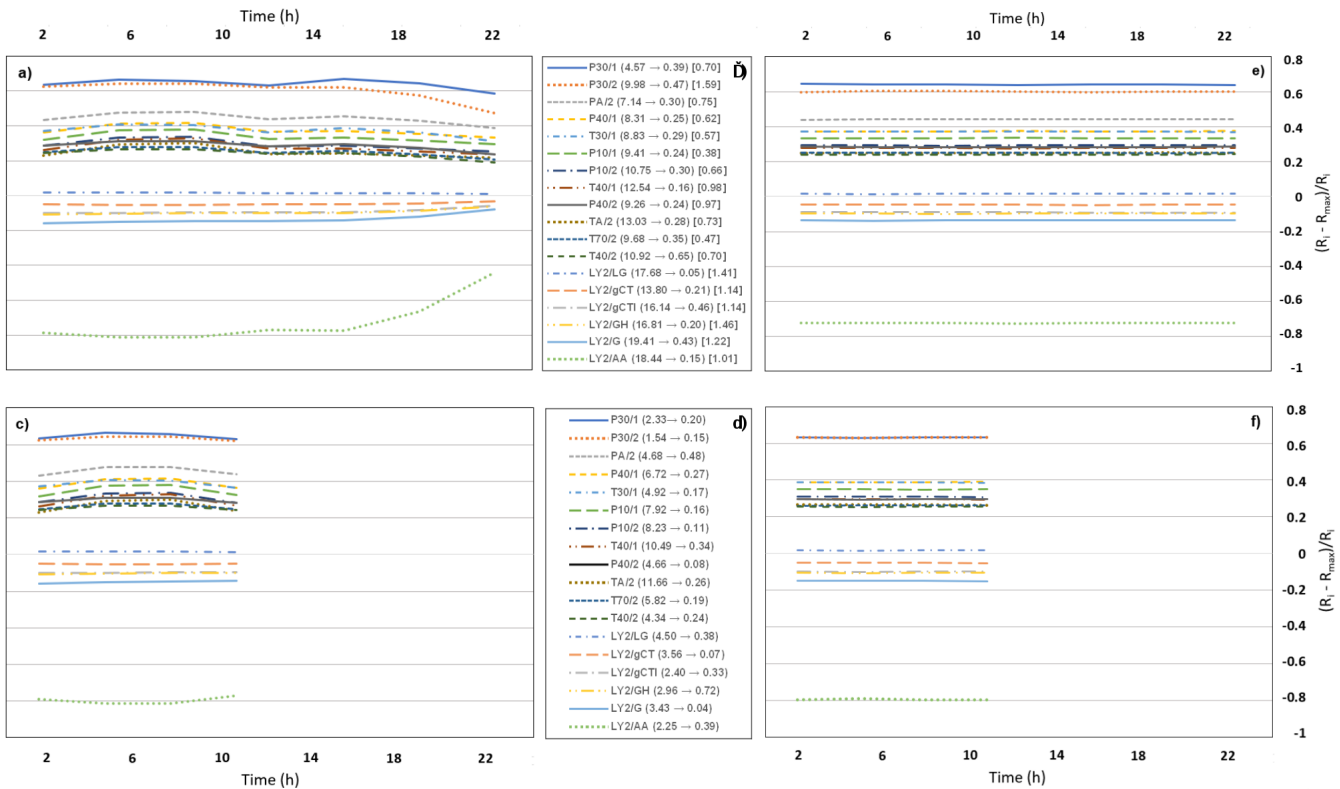 Time (h)
2 6 10 14 18 22
a)
P30/1 (4.57 → 0.39) [0.70]
P30/2 (9.98 → 0.47) [1.59]
PA/2 (7.14 → 0.30) [0.75]
P40/1 (8.31 → 0.25) [0.62]
T30/1 (8.83 → 0.29) [0.57]
P10/1 (9.41 → 0.24) [0.38]
P10/2 (10.75 → 0.30) [0.66]
T40/1 (12.54 → 0.16) [0.98]
P40/2 (9.26 → 0.24) [0.97]
TA/2 (13.03 → 0.28) [0.73]
T70/2 (9.68 → 0.35) [0.47]
T40/2 (10.92 → 0.65) [0.70]
LY2/LG (17.68 → 0.05) [1.41]
LY2/gCT (13.80 → 0.21) [1.14]
LY2/gCTI (16.14 → 0.46) [1.14]
LY2/GH (16.81 → 0.20) [1.46]
LY2/G (19.41 → 0.43) [1.22]
LY2/AA (18.44 → 0.15) [1.01]
Time (h)
2 6 10 14 18 22
e)
0.8
0.6
0.4
0.2
0
-0.2
-0.4
-0.6
-0.8
-1
(Ri - Rmax)/Ri
c)
2 6 10 14 18 22
Time (h)
d)
P30/1 (2.33→ 0.20)
P30/2 (1.54 → 0.15)
PA/2 (4.68 → 0.48)
P40/1 (6.72 → 0.27)
T30/1 (4.92 → 0.17)
P10/1 (7.92 → 0.16)
P10/2 (8.23 → 0.11)
T40/1 (10.49 → 0.34)
P40/2 (4.66 → 0.08)
TA/2 (11.66 → 0.26)
T70/2 (5.82 → 0.19)
T40/2 (4.34 → 0.24)
LY2/LG (4.50 → 0.38)
LY2/gCT (3.56 → 0.07)
LY2/gCTI (2.40 → 0.33)
LY2/GH (2.96 → 0.72)
LY2/G (3.43 → 0.04)
LY2/AA (2.25 → 0.39)
f)
0.8
0.6
0.4
0.2
0
-0.2
-0.4
-0.6
-0.8
-1
(Ri - Rmax)/Ri
2 6 10 14 18 22
Time (h)